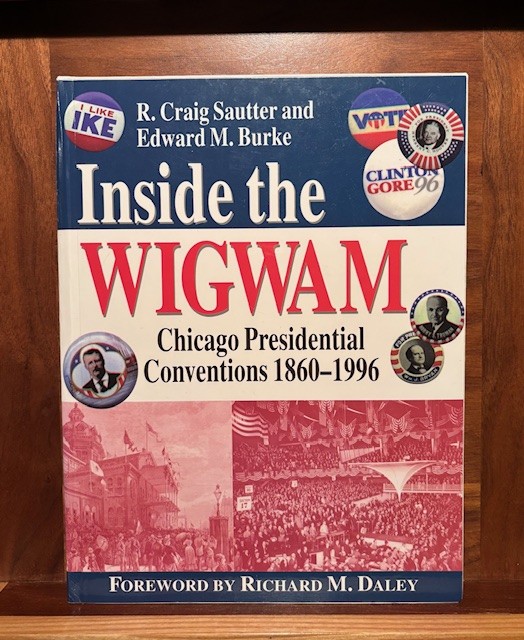 I LIKE
IKE
R. Craig Sautter and
Edward M. Burke
VOTE
CLINTON
GORE 96
Inside the
WIGWAM
Chicago Presidential
Conventions 1860–1996
FOREWORD BY RICHARD M. DALEY